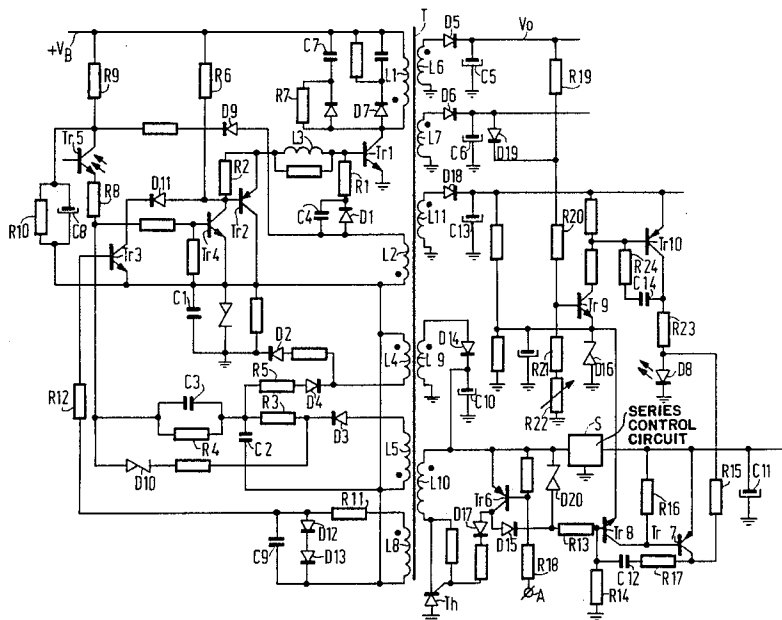 T
D5
Vo
+VB
C7
L1
L6
C5
R19
R9
R6
R7
D7
D6
L7
C6
D19
D9
Tr5
L3
Tr1
R2
R1
D18
R8
D11
Tr2
C4
D1
L11
C13
R20
Tr10
R10
C8
Tr3
Tr4
L2
R24
C14
Tr9
C1
R23
D2
L4
L9
D14
R21
D16
D8
R12
R5
D4
C10
R22
C3
R3
D3
S
SERIES
CONTROL
CIRCUIT
R4
C2
L5
L10
D10
Tr6
D20
R16
R15
C11
R11
D17
D15
R13
Tr8
Tr7
D12
C9
D13
L8
R18
C12
R17
Th
A
R14